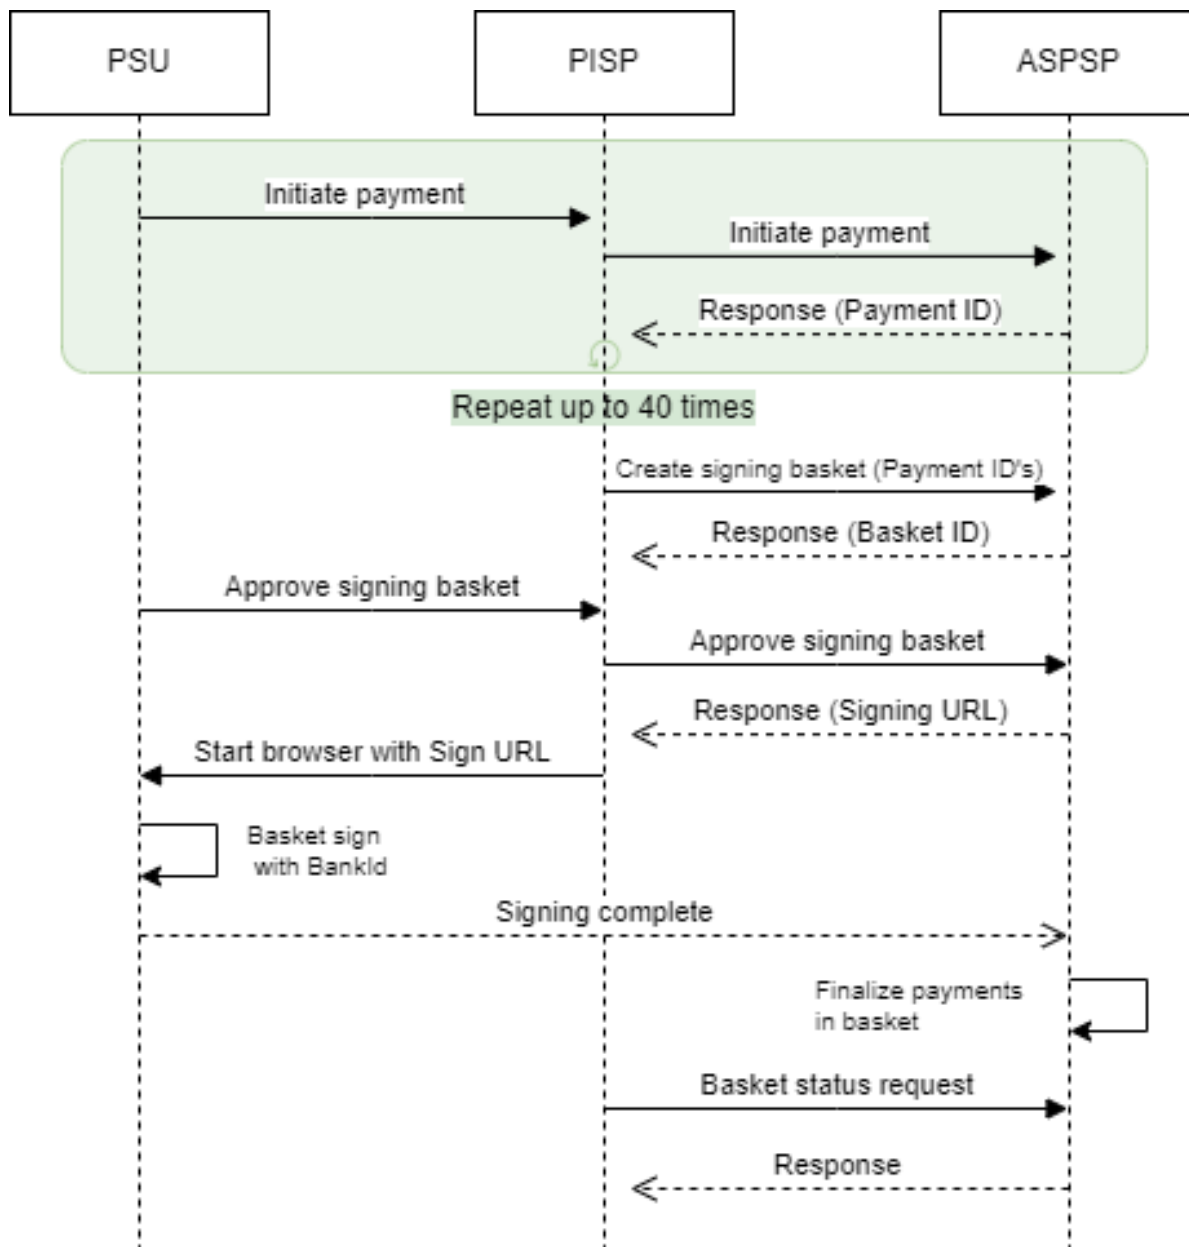 PSU
PISP
ASPSP
Initiate payment
Initiate payment
Response (Payment ID)
Repeat up to 40 times
Create signing basket (Payment ID's)
Response (Basket ID)
Approve signing basket
Approve signing basket
Response (Signing URL)
Start browser with Sign URL
Basket sign
with BankId
Signing complete
Finalize payments
in basket
Basket status request
Response